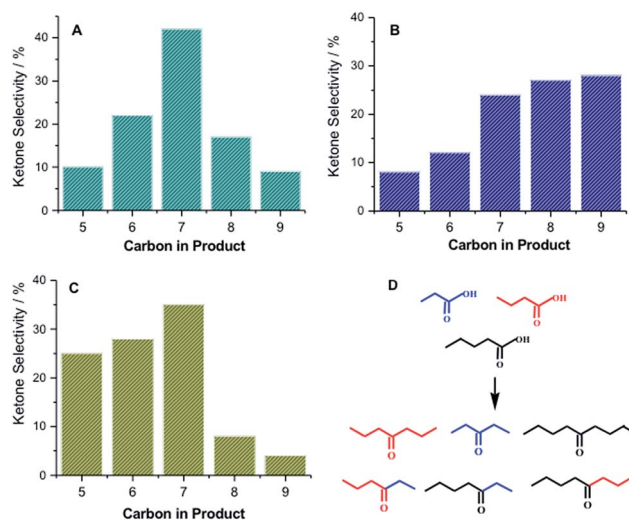 A
Ketone Selectivity / %
40
30
20
10
0
5 6 7 8 9
Carbon in Product
B
Ketone Selectivity / %
40
30
20
10
0
5 6 7 8 9
Carbon in Product
C
Ketone Selectivity / %
40
30
20
10
0
5 6 7 8 9
Carbon in Product
D
OH
O
OH
O
OH
O
O
O
O
O
O
O